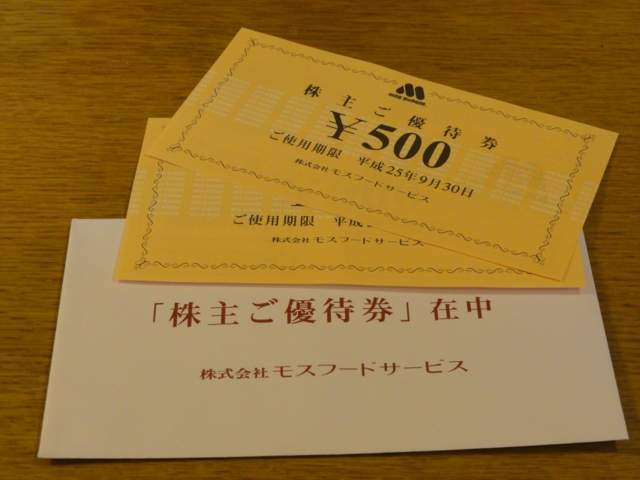 株主ご優待券
¥500
ご使用期限 平成25年9月30日
株式会社 モスフードサービス
ご使用期限 平成
株式会社 モスフードサービス
「株主ご優待券」在中
株式会社 モスフードサービス